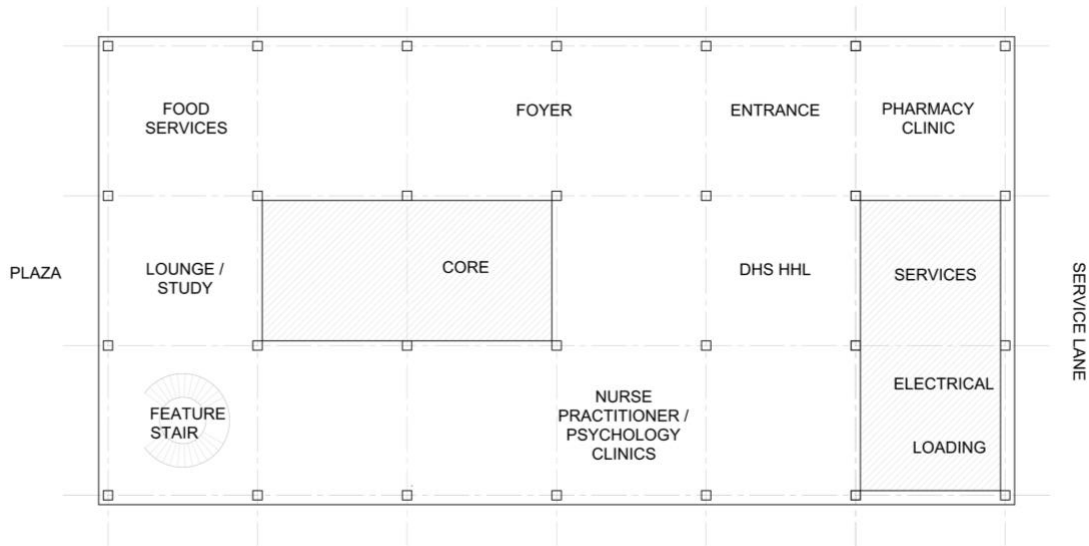 FOOD
SERVICES
FOYER
ENTRANCE
PHARMACY
CLINIC
PLAZA
LOUNGE /
STUDY
CORE
DHS HHL
SERVICES
SERVICE LANE
FEATURE
STAIR
NURSE
PRACTITIONER /
PSYCHOLOGY
CLINICS
ELECTRICAL
LOADING